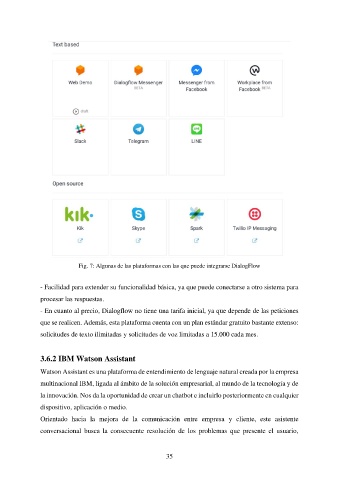 Text based
Web Demo
Dialogflow Messenger
BETA
Messenger from
Facebook
Workplace from
Facebook BETA
Slack
Telegram
LINE
Open source
kik
Kik
Skype
Spark
Twilio IP Messaging
Fig. 7: Algunas de las plataformas con las que puede integrarse DialogFlow
- Facilidad para extender su funcionalidad básica, ya que puede conectarse a otro sistema para
procesar las respuestas.
- En cuanto al precio, Dialogflow no tiene una tarifa inicial, ya que depende de las peticiones
que se realicen. Además, esta plataforma cuenta con un plan estándar gratuito bastante extenso:
solicitudes de texto ilimitadas y solicitudes de voz limitadas a 15.000 cada mes.
3.6.2 IBM Watson Assistant
Watson Assistant es una plataforma de entendimiento de lenguaje natural creada por la empresa
multinacional IBM, ligada al ámbito de la solución empresarial, al mundo de la tecnología y de
la innovación. Nos da la oportunidad de crear un chatbot e incluirlo posteriormente en cualquier
dispositivo, aplicación o medio.
Orientado hacia la mejora de la comunicación entre empresa y cliente, este asistente
conversacional busca la consecuente resolución de los problemas que presente el usuario,
35